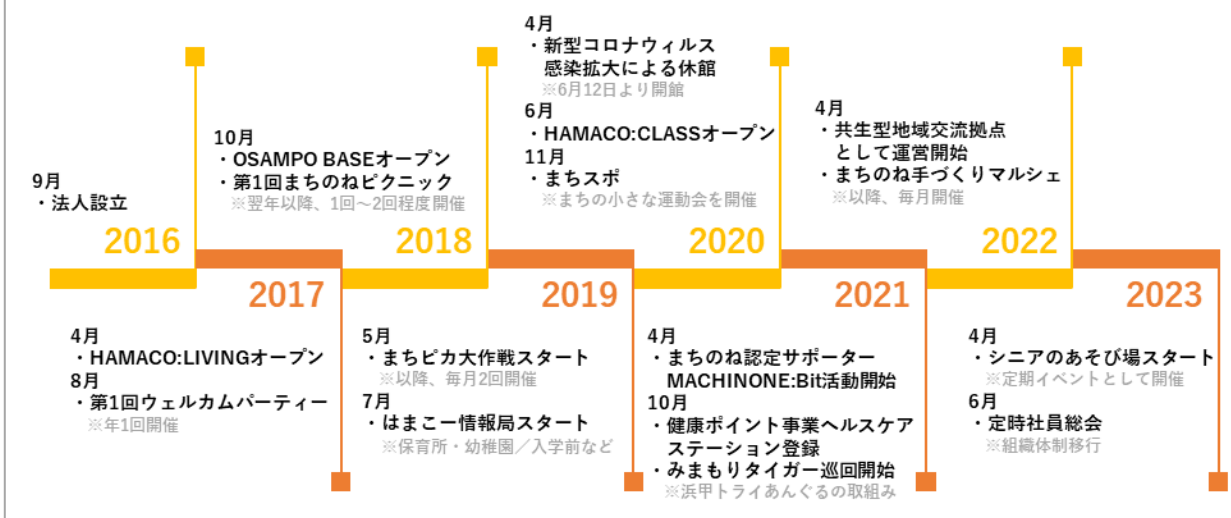 9月
・法人設立
2016
4月
・HAMACO:LIVINGオープン
8月
・第1回ウェルカムパーティー
※年1回開催
2017
10月
・OSAMPO BASEオープン
・第1回まちのねピクニック
※翌年以降、1回～2回程度開催
2018
5月
・まちピカ大作戦スタート
※以降、毎月2回開催
7月
・はまこー情報局スタート
※保育所・幼稚園／入学前など
2019
4月
・新型コロナウィルス
感染拡大による休館
※6月12日より開館
6月
・HAMACO:CLASSオープン
11月
・まちスポ
※まちの小さな運動会を開催
2020
4月
・まちのね認定サポーター
MACHINONE:Bit活動開始
10月
・健康ポイント事業ヘルスケア
ステーション登録
・みまもりタイガー巡回開始
※浜甲トライあんぐるの取組み
2021
4月
・共生型地域交流拠点
として運営開始
・まちのね手づくりマルシェ
※以降、毎月開催
2022
4月
・シニアのあそび場スタート
※定期イベントとして開催
6月
・定時社員総会
※組織体制移行
2023